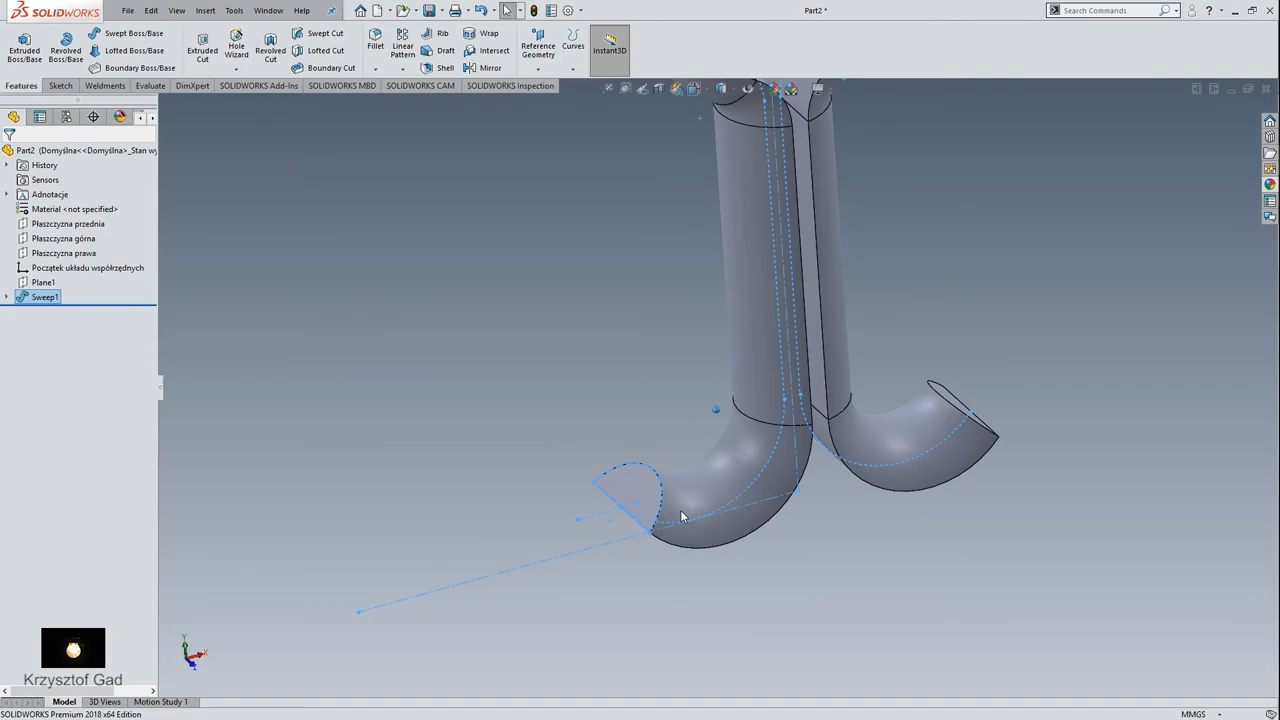 SOLIDWORKS File Edit View Insert Tools Window Help Part2 * Search Commands
Extruded Boss/Base
Revolved Boss/Base
Swept Boss/Base
Lofted Boss/Base
Boundary Boss/Base
Extruded Cut
Hole Wizard
Revolved Cut
Swept Cut
Lofted Cut
Boundary Cut
Fillet
Linear Pattern
Rib
Draft
Shell
Wrap
Intersect
Mirror
Reference Geometry
Curves
Instant3D
Features Sketch Weldments Evaluate DimXpert SOLIDWORKS Add-Ins SOLIDWORKS MBD SOLIDWORKS CAM SOLIDWORKS Inspection
Part2 (Domyślna<<Domyślna>_Stan wy
History
Sensors
Adnotacje
Material <not specified>
Płaszczyzna przednia
Płaszczyzna górna
Płaszczyzna prawa
Początek układu współrzędnych
Plane1
Sweep1
Y
X
Z
Krzysztof Gad
Model 3D Views Motion Study 1
SOLIDWORKS Premium 2018 x64 Edition MMGS